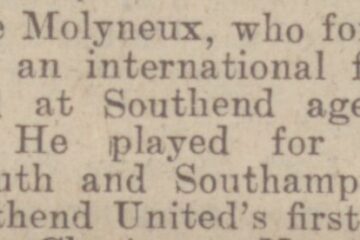 e Molyneux, who fo
an international f
at Southend age
He played for
uth and Southamp
thend United's first